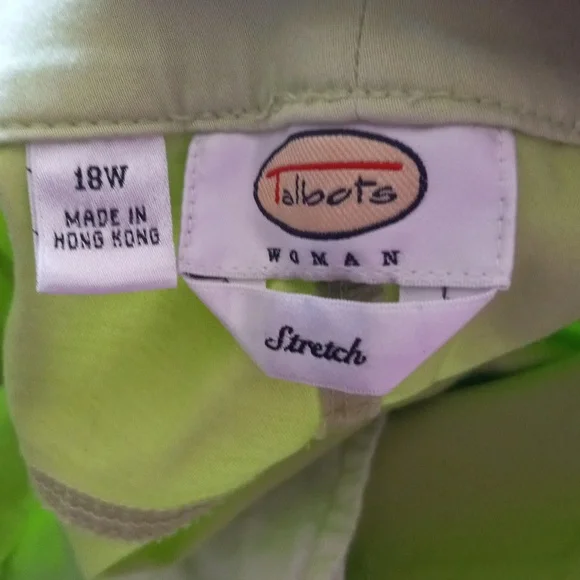 18W
MADE IN
HONG KONG
Talbots
WOMAN
Stretch